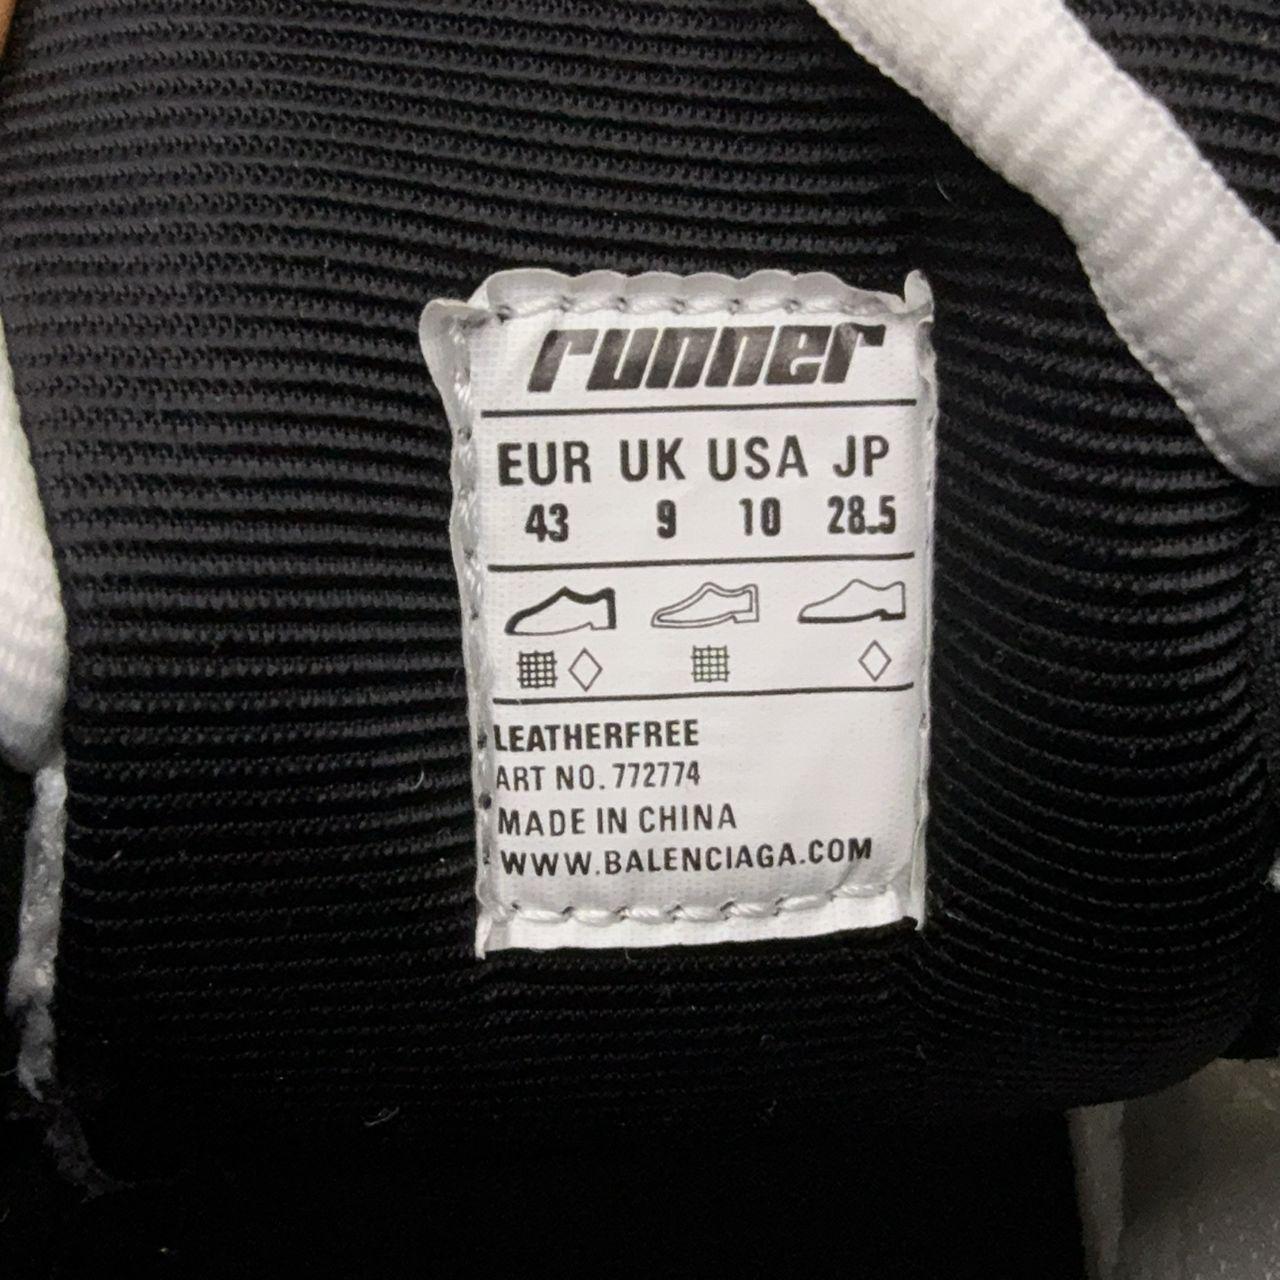 runner
EUR UK USA JP
43 9 10 28.5
LEATHERFREE
ART NO. 772774
MADE IN CHINA
WWW.BALENCIAGA.COM